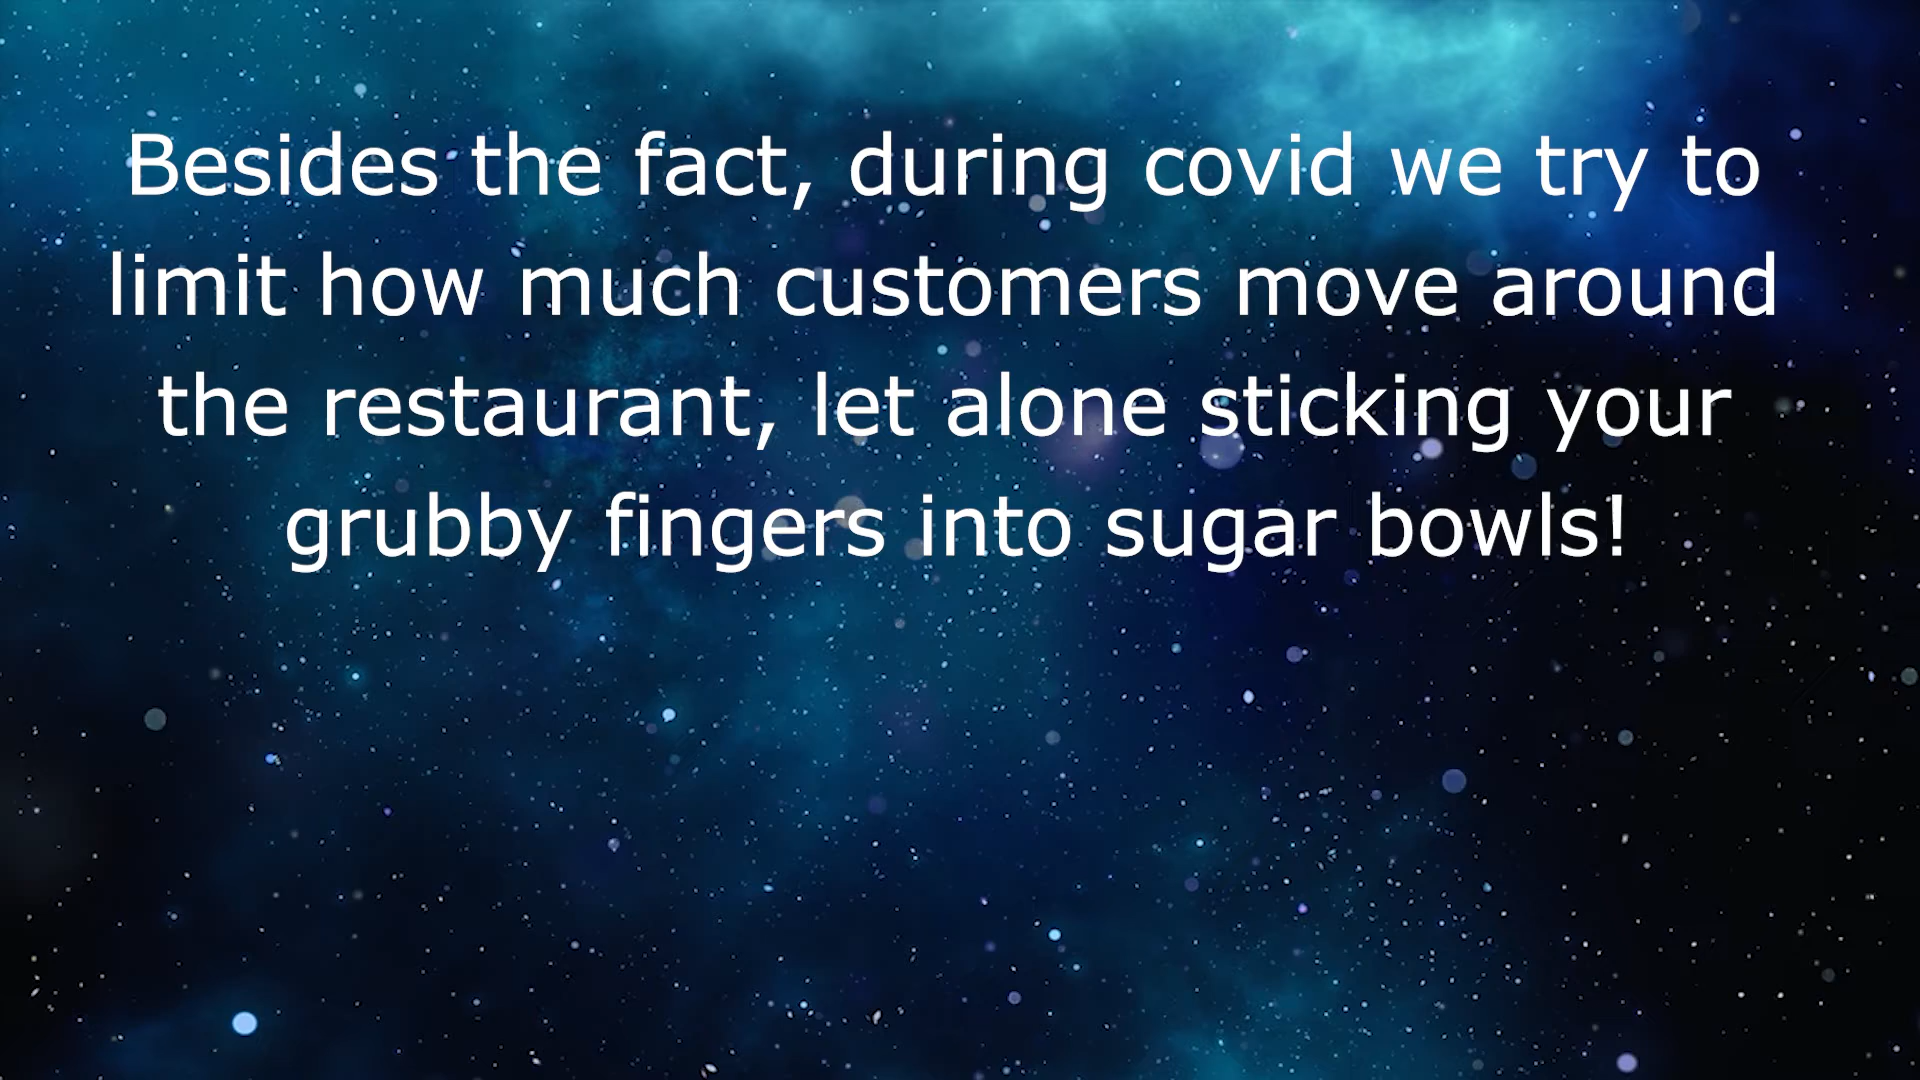 Besides the fact, during covid we try to
limit how much customers move around
the restaurant, let alone sticking your
grubby fingers into sugar bowls!